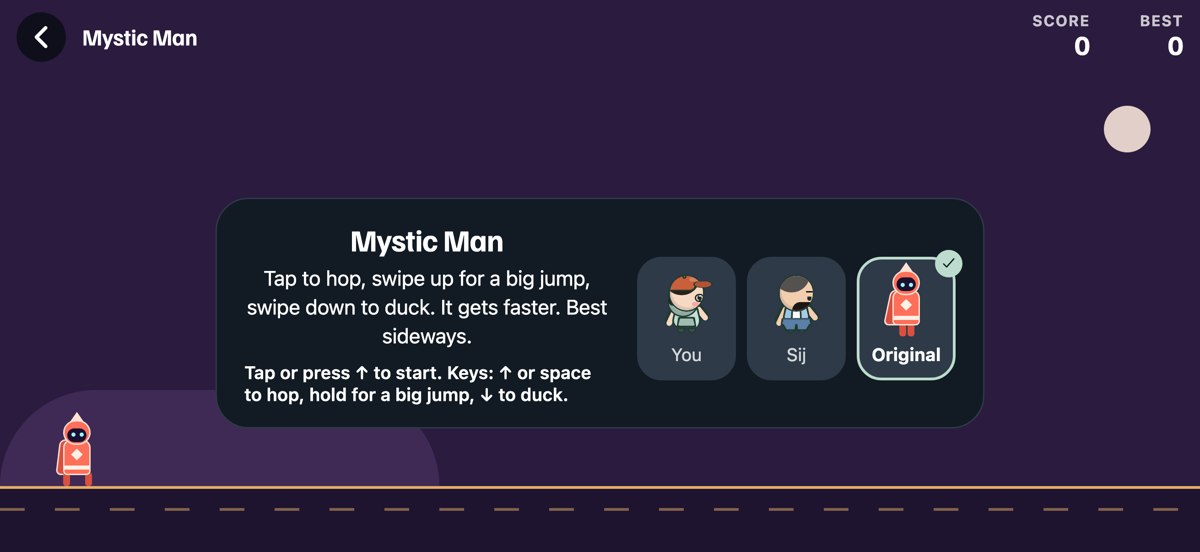 Mystic Man
SCORE
0
BEST
0
Mystic Man
Tap to hop, swipe up for a big jump,
swipe down to duck. It gets faster. Best
sideways.
Tap or press ↑ to start. Keys: ↑ or space
to hop, hold for a big jump, ↓ to duck.
You
Sij
Original